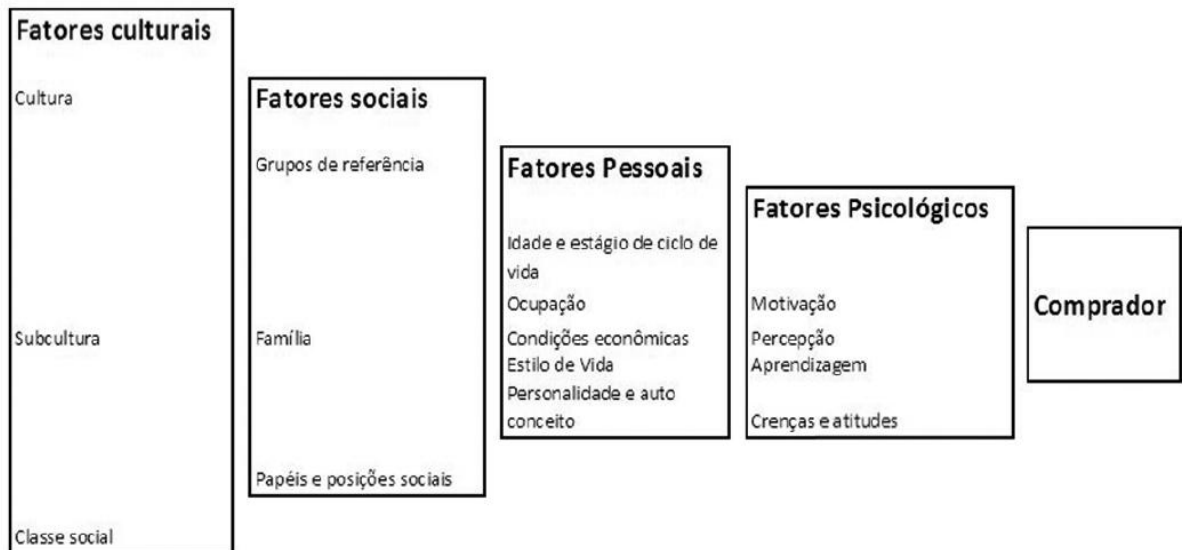 Fatores culturais
Cultura
Subcultura
Classe social
Fatores sociais
Grupos de referência
Família
Papéis e posições sociais
Fatores Pessoais
Idade e estágio de ciclo de
vida
Ocupação
Condições econômicas
Estilo de Vida
Personalidade e auto
conceito
Fatores Psicológicos
Motivação
Percepção
Aprendizagem
Crenças e atitudes
Comprador